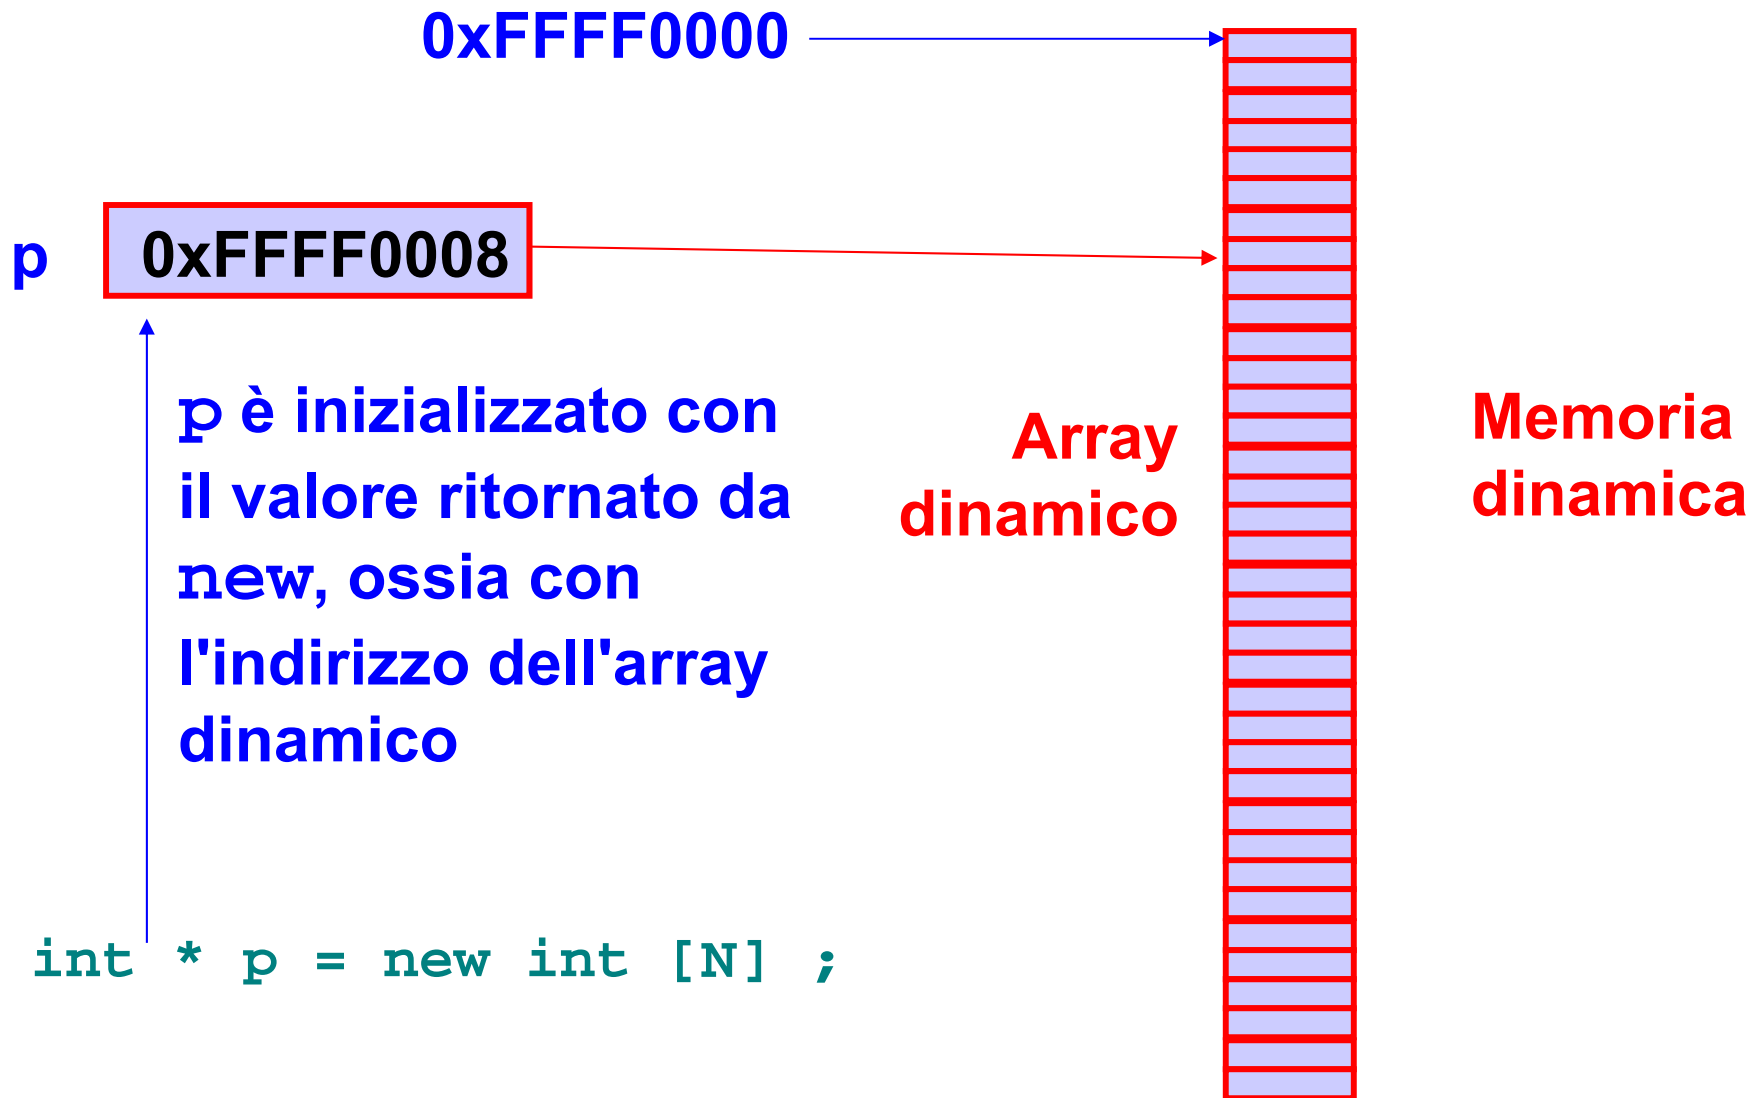 0xFFFF0000
p
0xFFFF0008
p è inizializzato con
il valore ritornato da
new, ossia con
l'indirizzo dell'array
dinamico
Array
dinamico
Memoria
dinamica
int * p = new int [N] ;